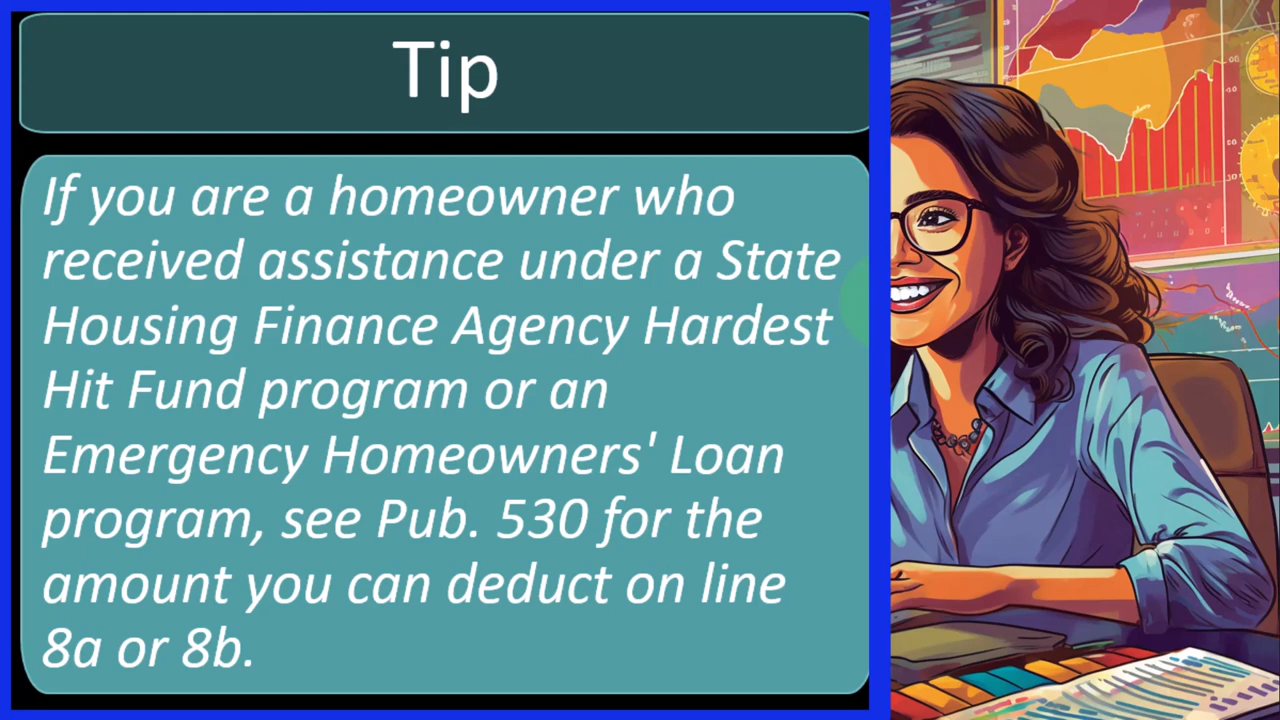 Tip
If you are a homeowner who
received assistance under a State
Housing Finance Agency Hardest
Hit Fund program or an
Emergency Homeowners' Loan
program, see Pub. 530 for the
amount you can deduct on line
8a or 8b.